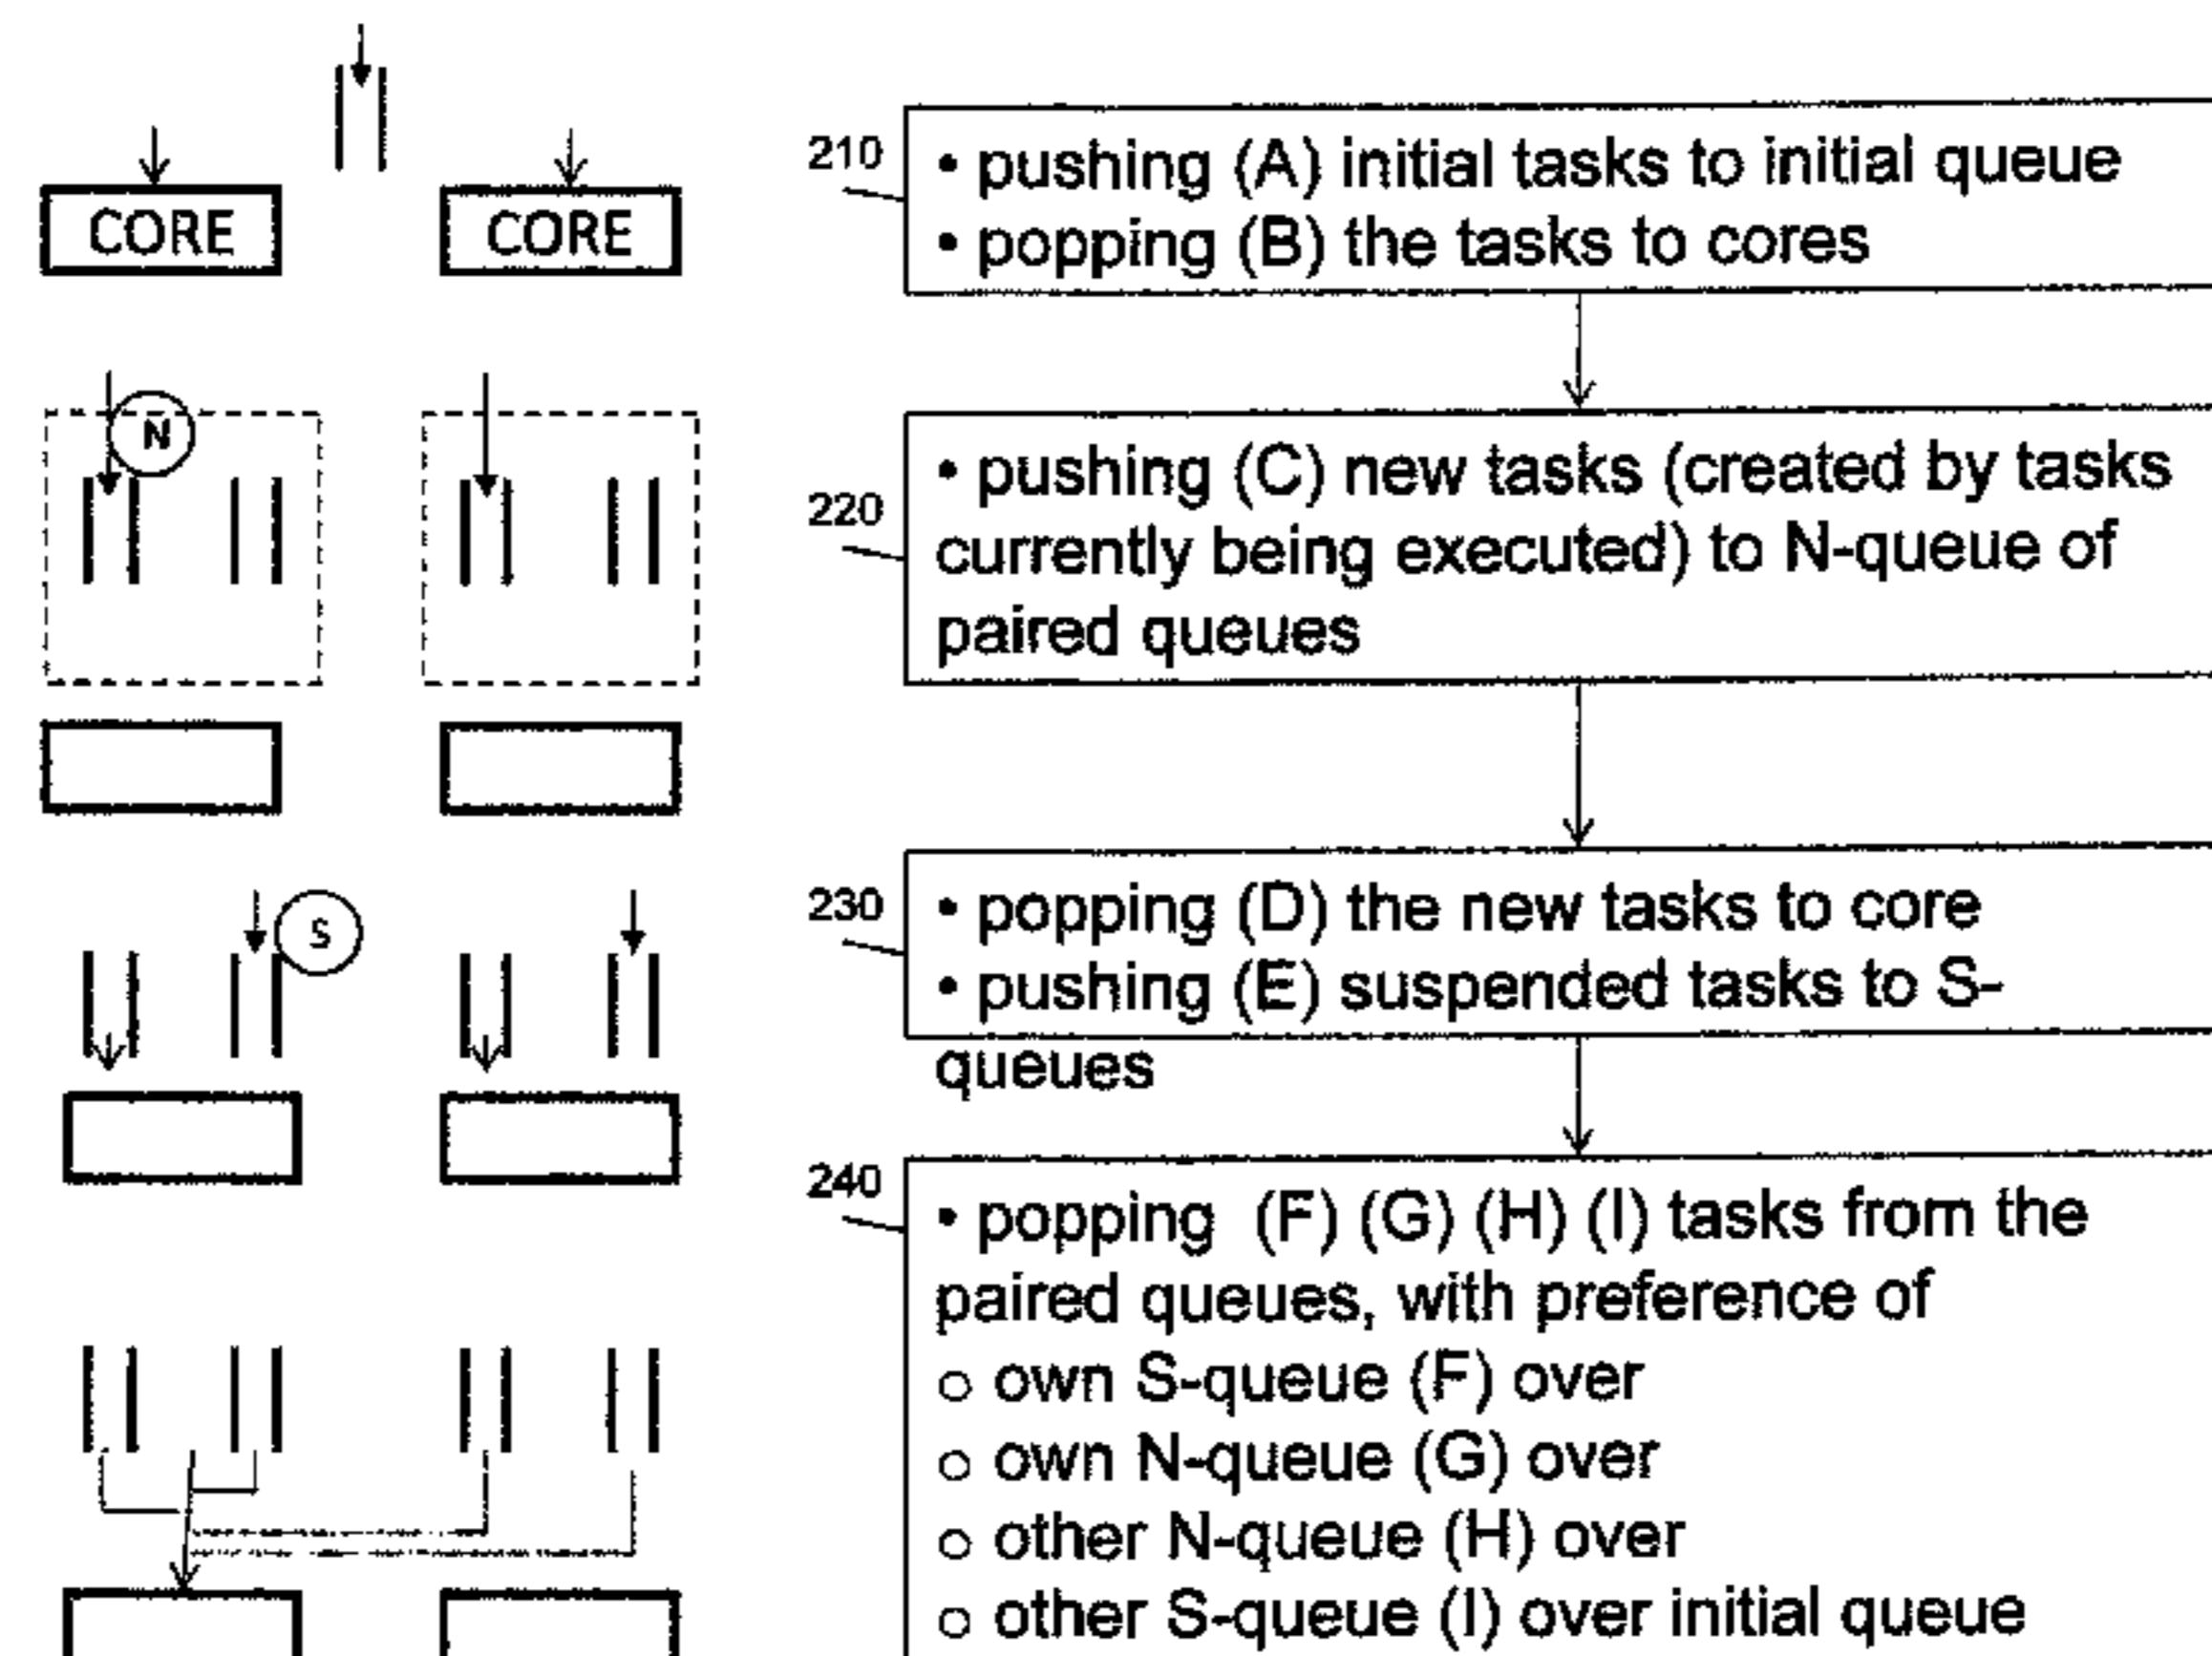 CORE
CORE
210
• pushing (A) initial tasks to initial queue
• popping (B) the tasks to cores
N
220
• pushing (C) new tasks (created by tasks
currently being executed) to N-queue of
paired queues
S
230
• popping (D) the new tasks to core
• pushing (E) suspended tasks to S-
queues
240
• popping (F) (G) (H) (I) tasks from the
paired queues, with preference of
○ own S-queue (F) over
○ own N-queue (G) over
○ other N-queue (H) over
○ other S-queue (I) over initial queue